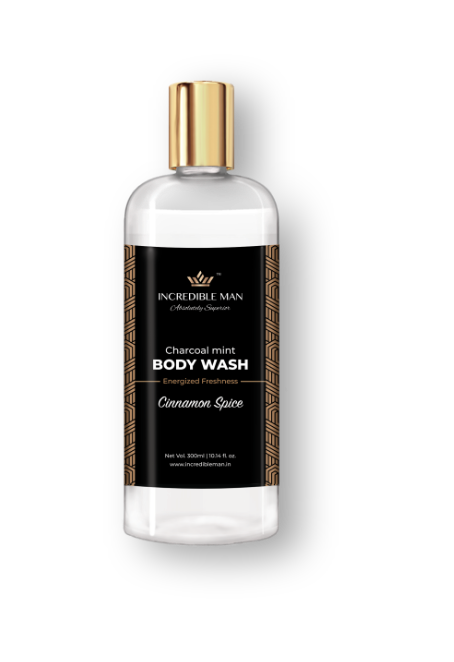 ™
INCREDIBLE MAN
Absolutely Superior
Charcoal mint
BODY WASH
Energized Freshness
Cinnamon Spice
Net Vol. 300ml | 10.14 fl. oz.
www.incredibleman.in